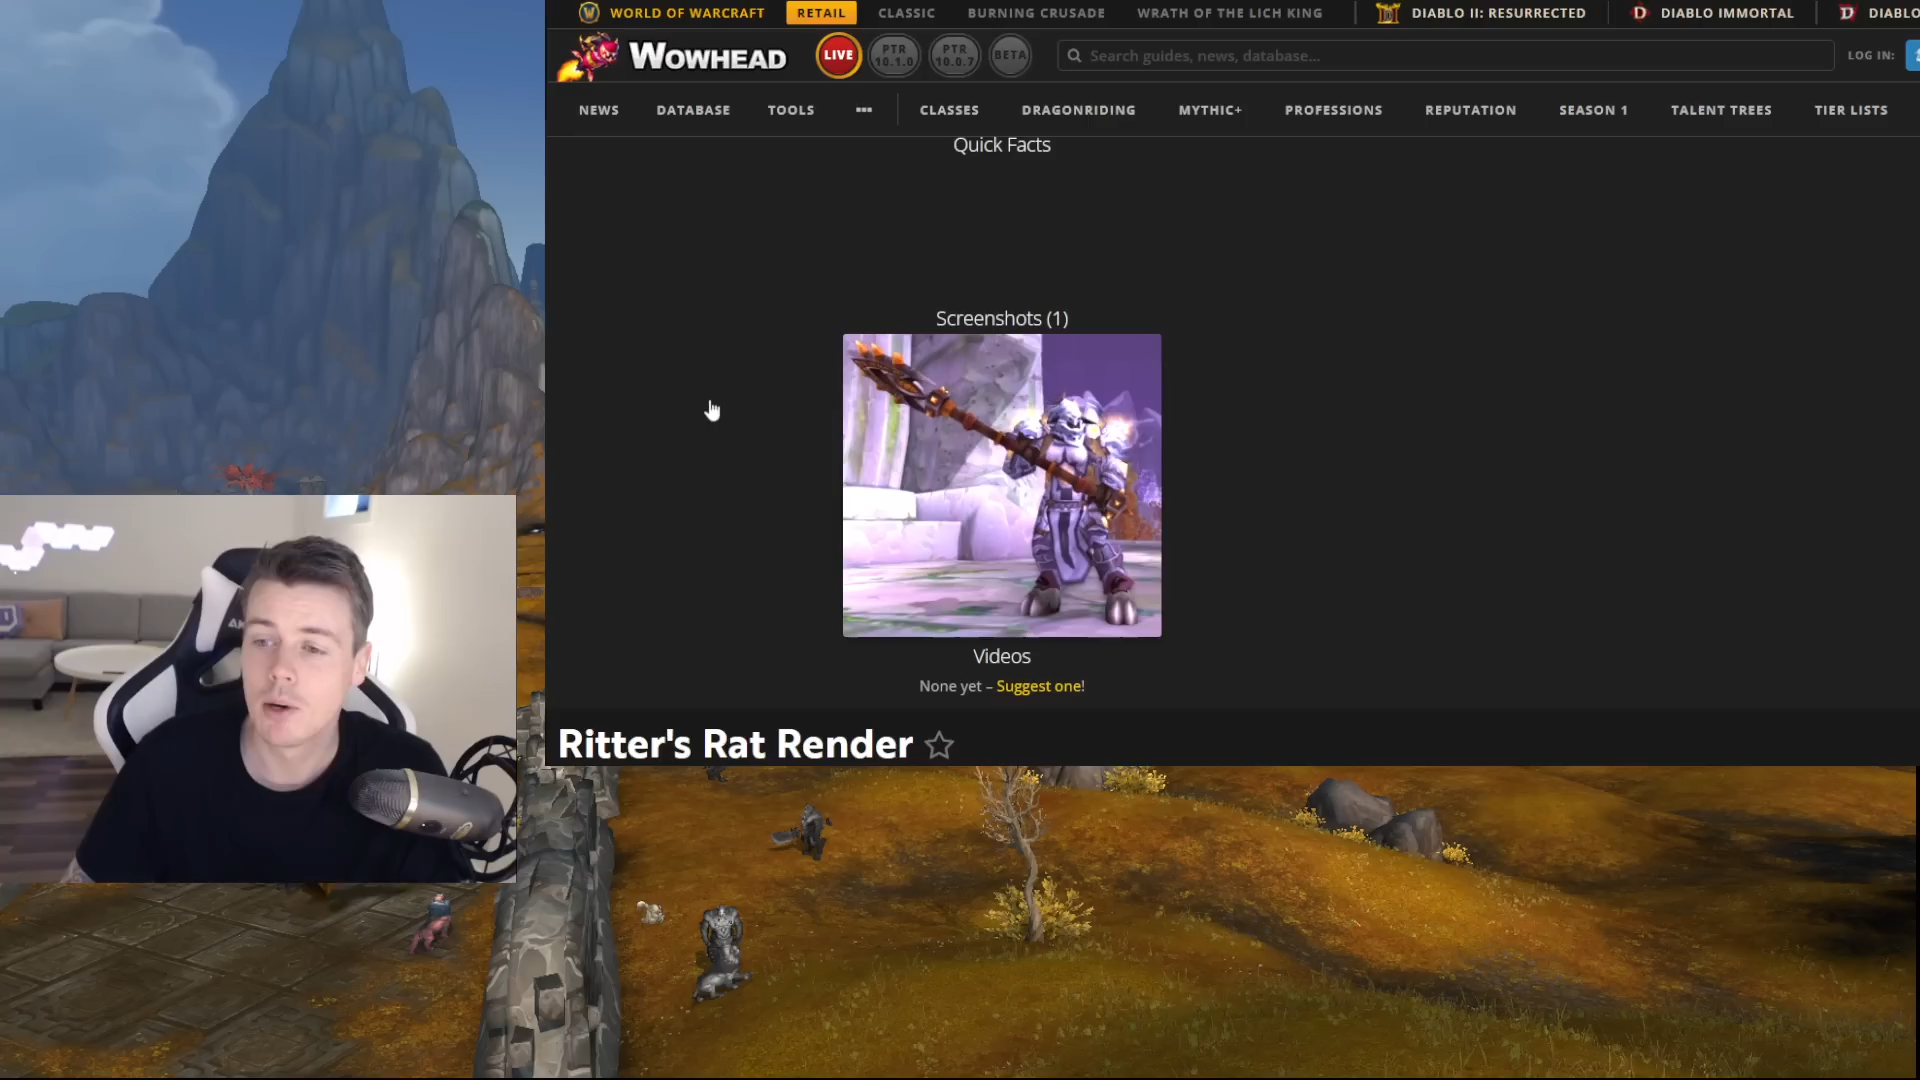 WORLD OF WARCRAFT RETAIL CLASSIC BURNING CRUSADE WRATH OF THE LICH KING DIABLO II: RESURRECTED DIABLO IMMORTAL DIABLO
WOWHEAD LIVE PTR 10.1.0 PTR 10.0.7 BETA Search guides, news, database... LOG IN:
NEWS DATABASE TOOLS ••• CLASSES DRAGONRIDING MYTHIC+ PROFESSIONS REPUTATION SEASON 1 TALENT TREES TIER LISTS
Quick Facts
Screenshots (1)
Videos
None yet – Suggest one!
Ritter's Rat Render